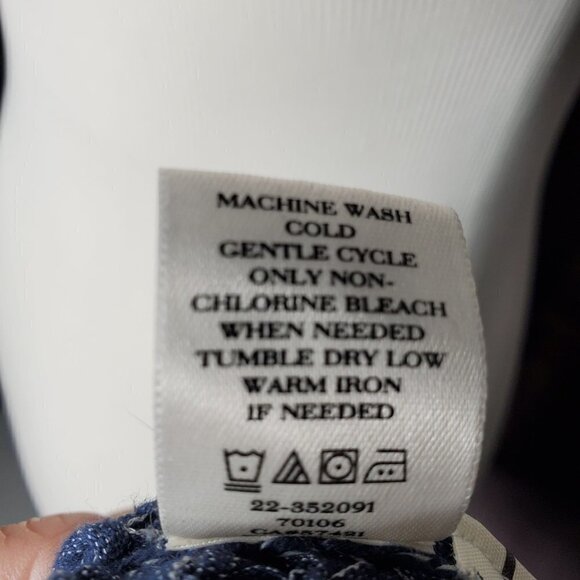 MACHINE WASH
COLD
GENTLE CYCLE
ONLY NON-
CHLORINE BLEACH
WHEN NEEDED
TUMBLE DRY LOW
WARM IRON
IF NEEDED
22-352091
70106